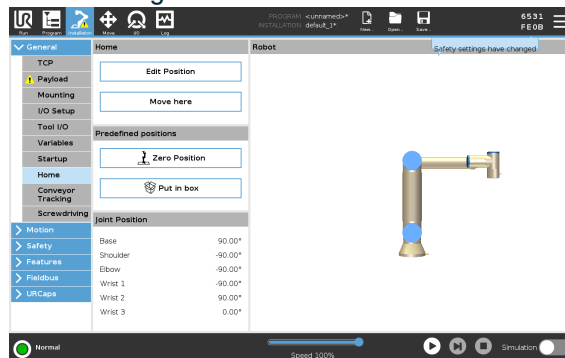 UR
Run
Program
Installation
Move
I/O
Log
PROGRAM <unnamed>*
INSTALLATION default_1*
New...
Open...
Save...
6531
FE0B
General
TCP
Payload
Mounting
I/O Setup
Tool I/O
Variables
Startup
Home
Conveyor
Tracking
Screwdriving
Motion
Safety
Features
Fieldbus
URCaps
Home
Edit Position
Move here
Predefined positions
Zero Position
Put in box
Joint Position
Base 90.00°
Shoulder -90.00°
Elbow -90.00°
Wrist 1 -90.00°
Wrist 2 90.00°
Wrist 3 0.00°
Robot
Safety settings have changed
Normal
Speed 100%
Simulation